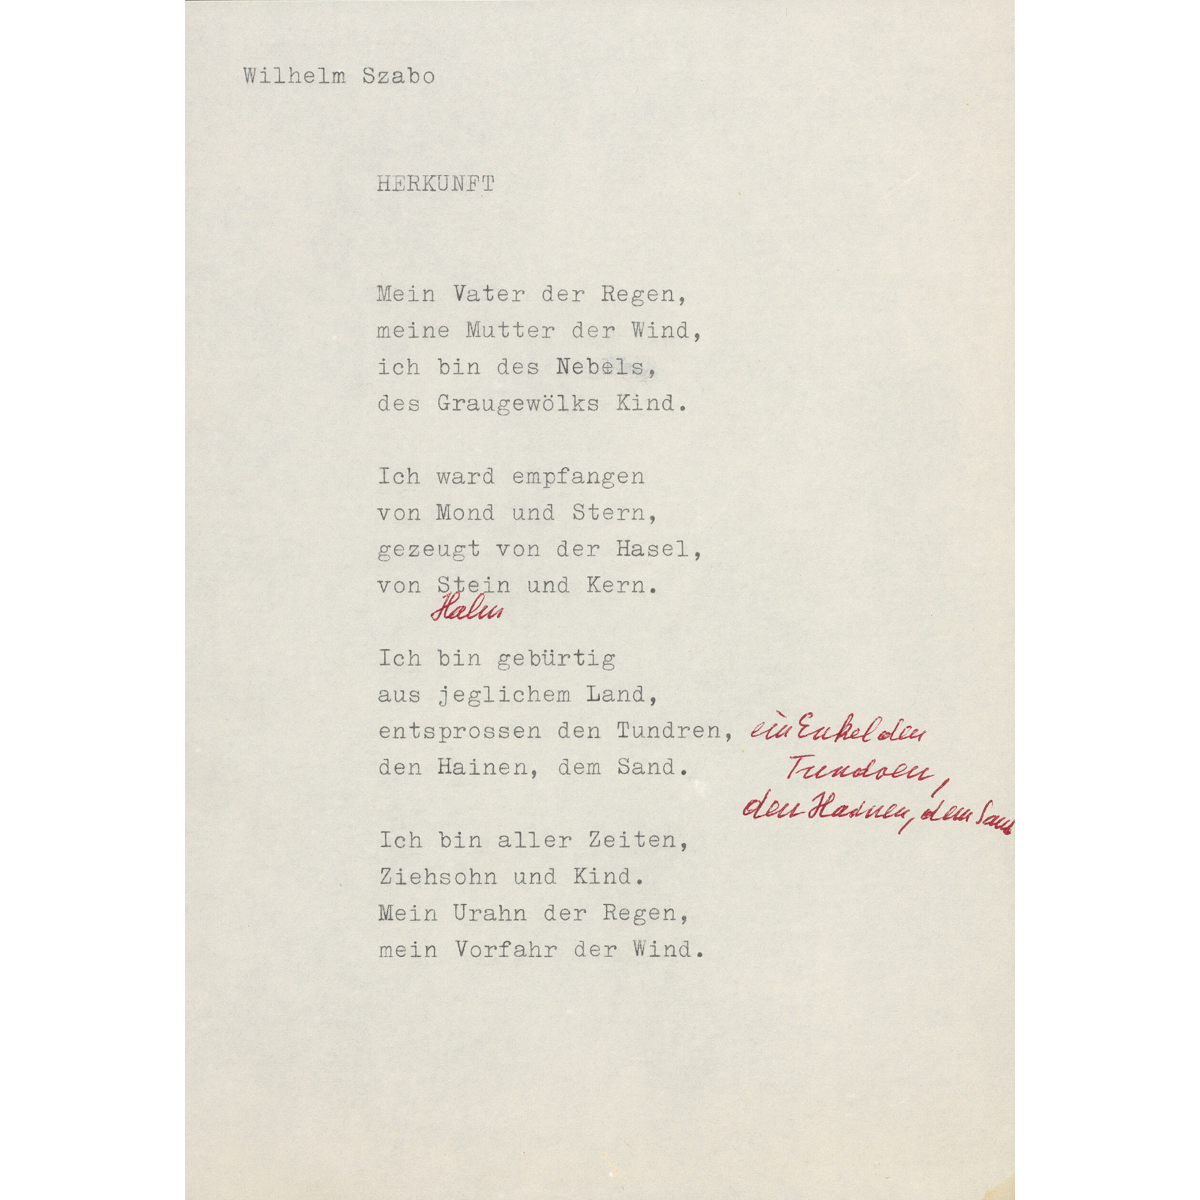 Wilhelm Szabo
HERKUNFT
Mein Vater der Regen,
meine Mutter der Wind,
ich bin des Nebels,
des Graugewölks Kind.
Ich ward empfangen
von Mond und Stern,
gezeugt von der Hasel,
von Stein und Kern.
Halm
Ich bin gebürtig
aus jeglichem Land,
entsprossen den Tundren, ein Enkel den
den Hainen, dem Sand. Tundren,
den Hainen, dem Sand
Ich bin aller Zeiten,
Ziehsohn und Kind.
Mein Urahn der Regen,
mein Vorfahr der Wind.